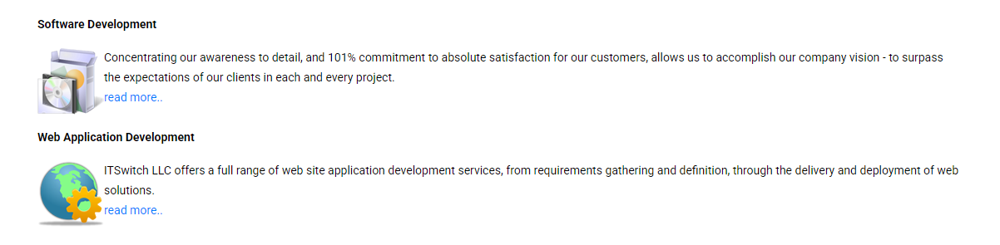 Software Development
Concentrating our awareness to detail, and 101% commitment to absolute satisfaction for our customers, allows us to accomplish our company vision - to surpass
the expectations of our clients in each and every project.
read more..
Web Application Development
ITSwitch LLC offers a full range of web site application development services, from requirements gathering and definition, through the delivery and deployment of web
solutions.
read more..